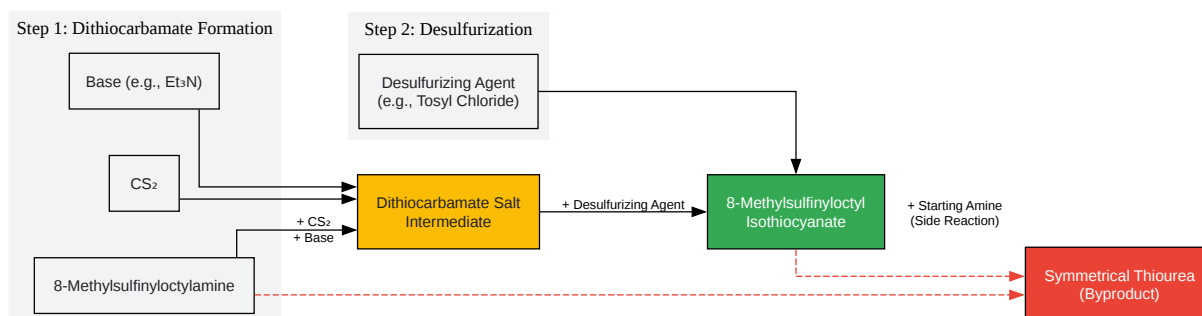 Step 1: Dithiocarbamate Formation
Base (e.g., Et₃N)
CS₂
+ CS₂
+ Base
8-Methylsulfinyloctylamine
Step 2: Desulfurization
Desulfurizing Agent
(e.g., Tosyl Chloride)
Dithiocarbamate Salt
Intermediate
+ Desulfurizing Agent
8-Methylsulfinyloctyl
Isothiocyanate
+ Starting Amine
(Side Reaction)
Symmetrical Thiourea
(Byproduct)